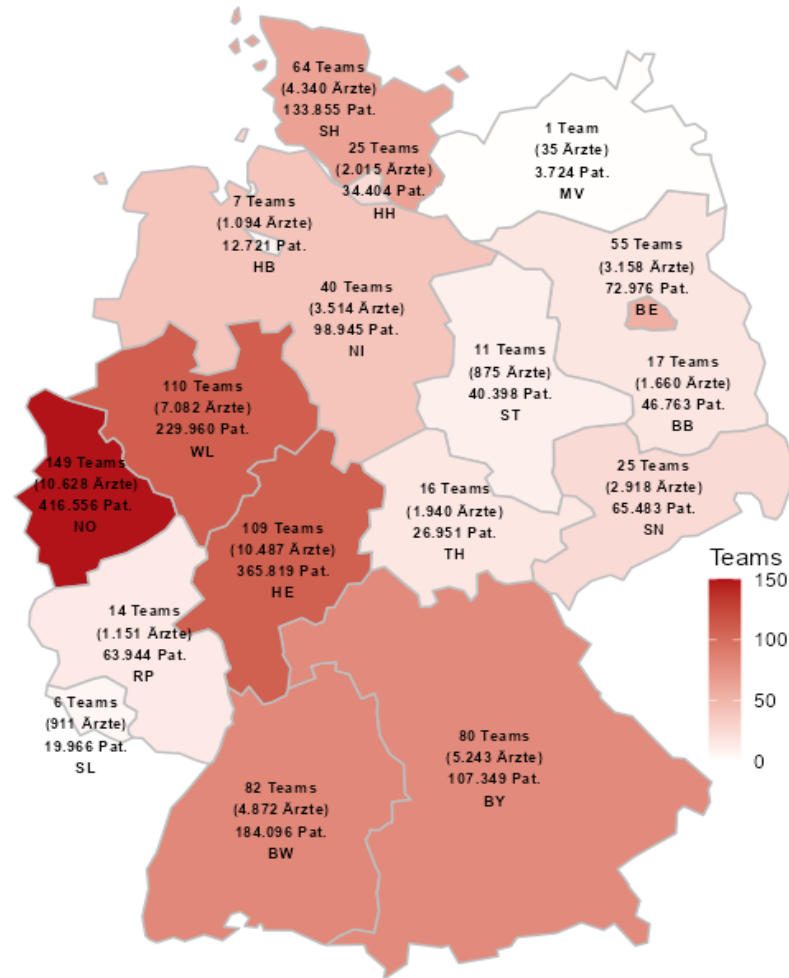 64 Teams
(4.340 Ärzte)
133.855 Pat.
SH
25 Teams
(2.015 Ärzte)
34.404 Pat.
HH
1 Team
(35 Ärzte)
3.724 Pat.
MV
7 Teams
(1.094 Ärzte)
12.721 Pat.
HB
55 Teams
(3.158 Ärzte)
72.976 Pat.
BE
40 Teams
(3.514 Ärzte)
98.945 Pat.
NI
11 Teams
(875 Ärzte)
40.398 Pat.
ST
17 Teams
(1.660 Ärzte)
46.763 Pat.
BB
110 Teams
(7.082 Ärzte)
229.960 Pat.
WL
149 Teams
(10.628 Ärzte)
416.556 Pat.
NO
109 Teams
(10.487 Ärzte)
365.819 Pat.
HE
16 Teams
(1.940 Ärzte)
26.951 Pat.
TH
25 Teams
(2.918 Ärzte)
65.483 Pat.
SN
14 Teams
(1.151 Ärzte)
63.944 Pat.
RP
6 Teams
(911 Ärzte)
19.966 Pat.
SL
82 Teams
(4.872 Ärzte)
184.096 Pat.
BW
80 Teams
(5.243 Ärzte)
107.349 Pat.
BY
Teams
150
100
50
0